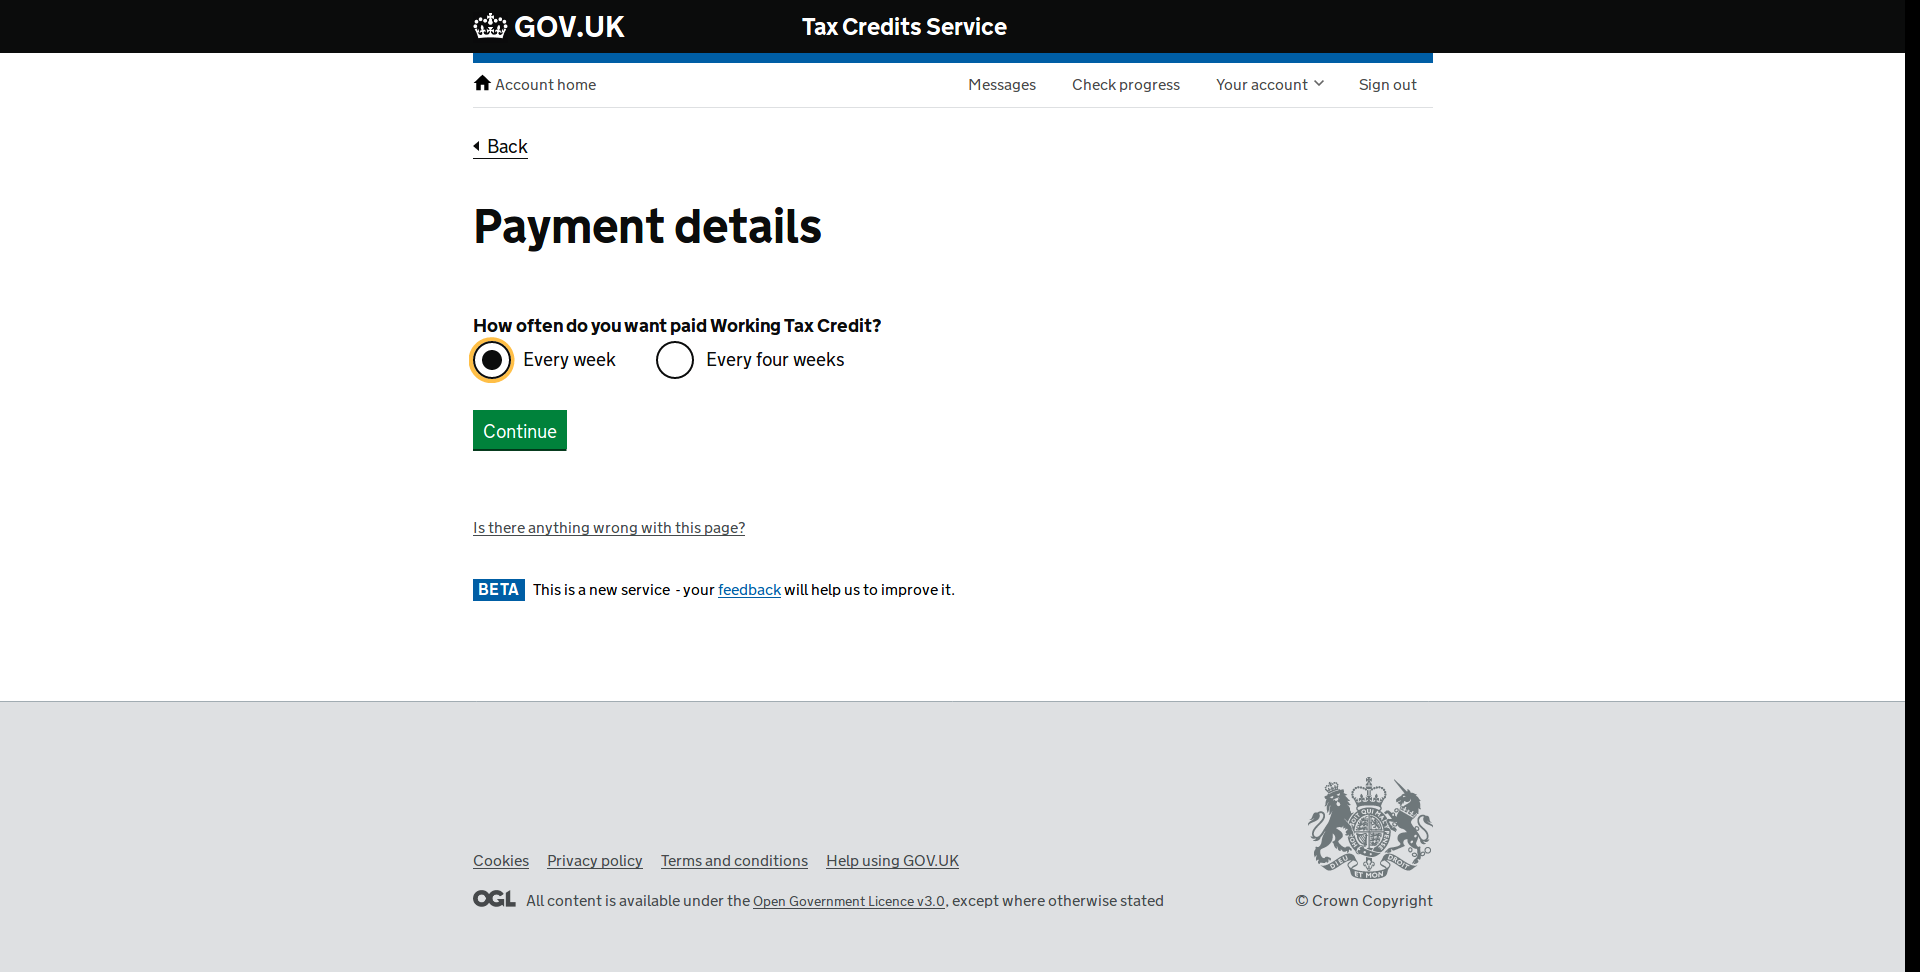 GOV.UK Tax Credits Service
Account home Messages Check progress Your account Sign out
Back
Payment details
How often do you want paid Working Tax Credit?
Every week Every four weeks
Continue
Is there anything wrong with this page?
BETA This is a new service - your feedback will help us to improve it.
Cookies Privacy policy Terms and conditions Help using GOV.UK
OGL All content is available under the Open Government Licence v3.0, except where otherwise stated
DIEU ET MON DROIT
© Crown Copyright